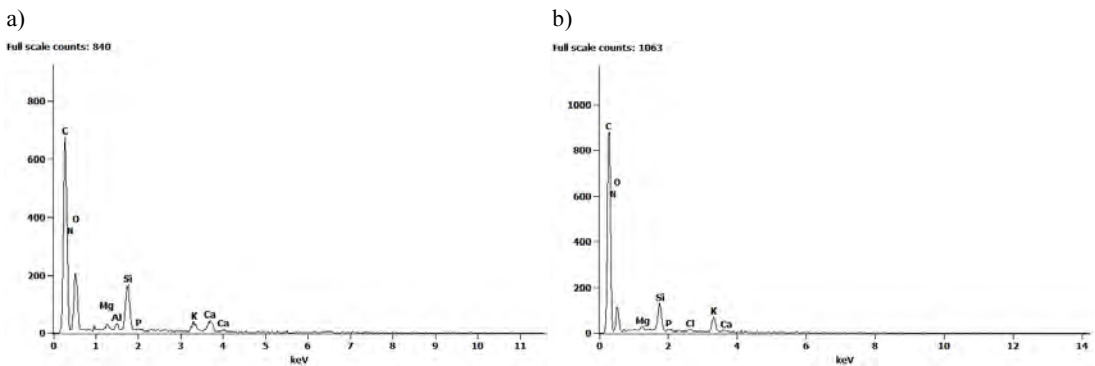 a)
Full scale counts: 840
800
600
400
200
0
C
O
N
Mg
Al
Si
P
K
Ca
Ca
0 1 2 3 4 5 6 7 8 9 10 11
keV
b)
Full scale counts: 1063
1000
800
600
400
200
0
C
O
N
Mg
Si
P
Cl
K
Ca
0 2 4 6 8 10 12 14
keV